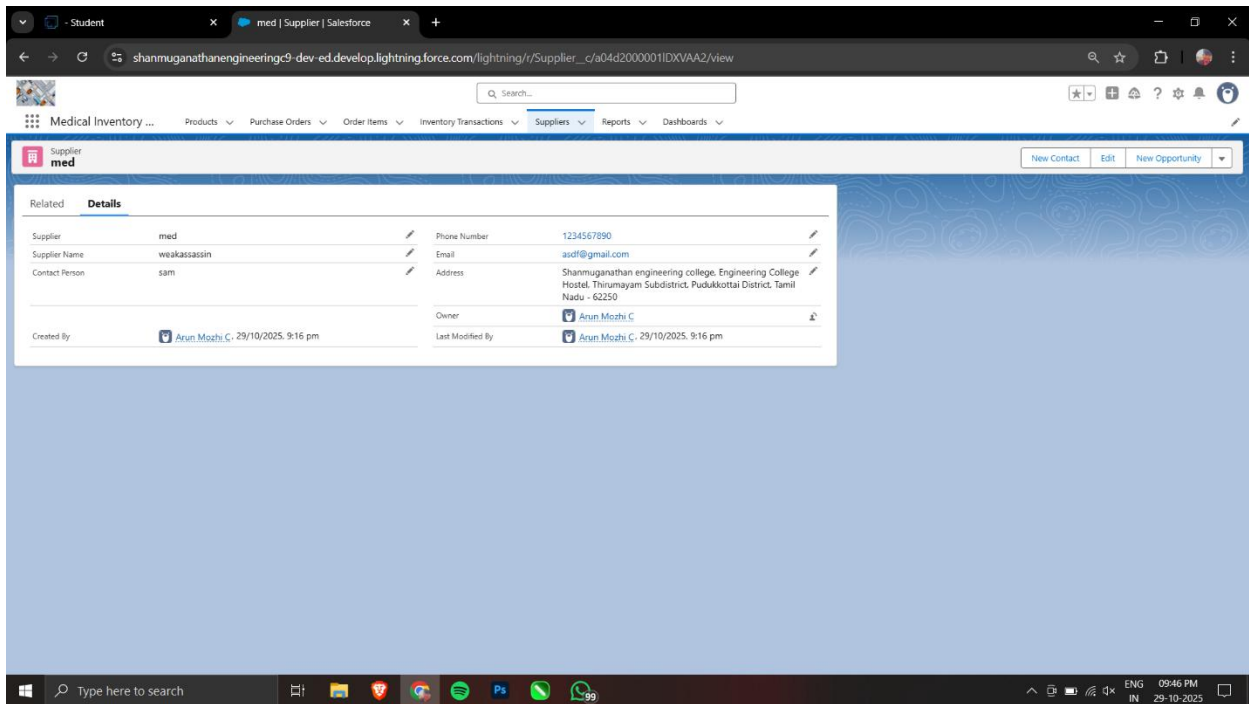 - Student
med | Supplier | Salesforce
shanmuganathanengineeringc9-dev-ed.develop.lightning.force.com/lightning/r/Supplier__c/a04d2000001lDXVAA2/view
Search...
Medical Inventory ... Products Purchase Orders Order Items Inventory Transactions Suppliers Reports Dashboards
Supplier
med
New Contact Edit New Opportunity
Related Details
Supplier med
Phone Number 1234567890
Supplier Name weakassassin
Email asdf@gmail.com
Contact Person sam
Address Shanmuganathan engineering college, Engineering College
Hostel, Thirumayam Subdistrict, Pudukkottai District, Tamil
Nadu - 62250
Owner Arun Mozhi C
Created By Arun Mozhi C, 29/10/2025, 9:16 pm
Last Modified By Arun Mozhi C, 29/10/2025, 9:16 pm
Type here to search
Ps
99
ENG
IN
09:46 PM
29-10-2025